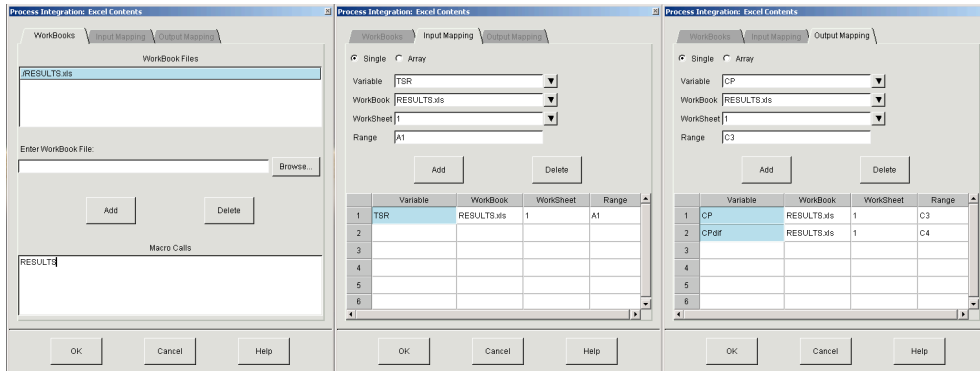 Process Integration: Excel Contents
WorkBooks Input Mapping Output Mapping
WorkBook Files
./RESULTS.xls
Enter WorkBook File:
Browse...
Add Delete
Macro Calls
RESULTS
OK Cancel Help
Process Integration: Excel Contents
WorkBooks Input Mapping Output Mapping
Single Array
Variable TSR
WorkBook RESULTS.xls
WorkSheet 1
Range A1
Add Delete
Variable WorkBook WorkSheet Range
1 TSR RESULTS.xls 1 A1
2
3
4
5
6
OK Cancel Help
Process Integration: Excel Contents
WorkBooks Input Mapping Output Mapping
Single Array
Variable CP
WorkBook RESULTS.xls
WorkSheet 1
Range C3
Add Delete
Variable WorkBook WorkSheet Range
1 CP RESULTS.xls 1 C3
2 CPdif RESULTS.xls 1 C4
3
4
5
6
OK Cancel Help